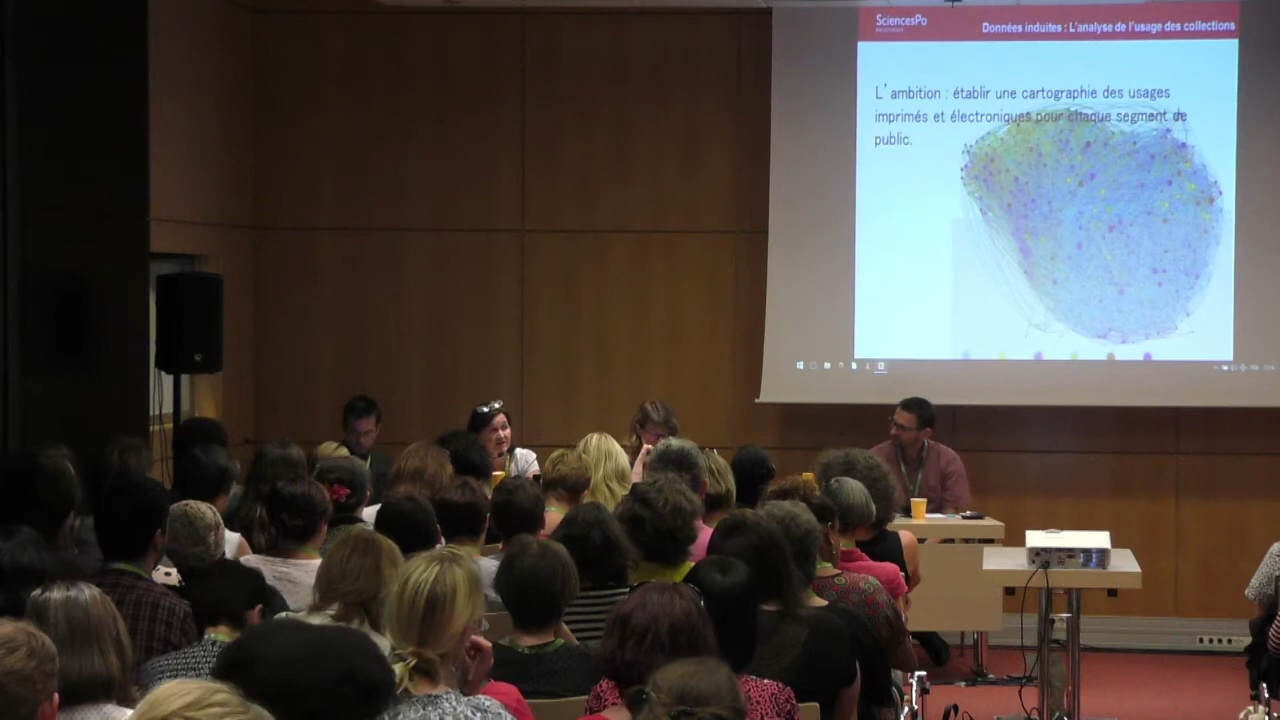 SciencesPo
Données induites : L'analyse de l'usage des collections
L'ambition : établir une cartographie des usages
imprimés et électroniques pour chaque segment de
public.